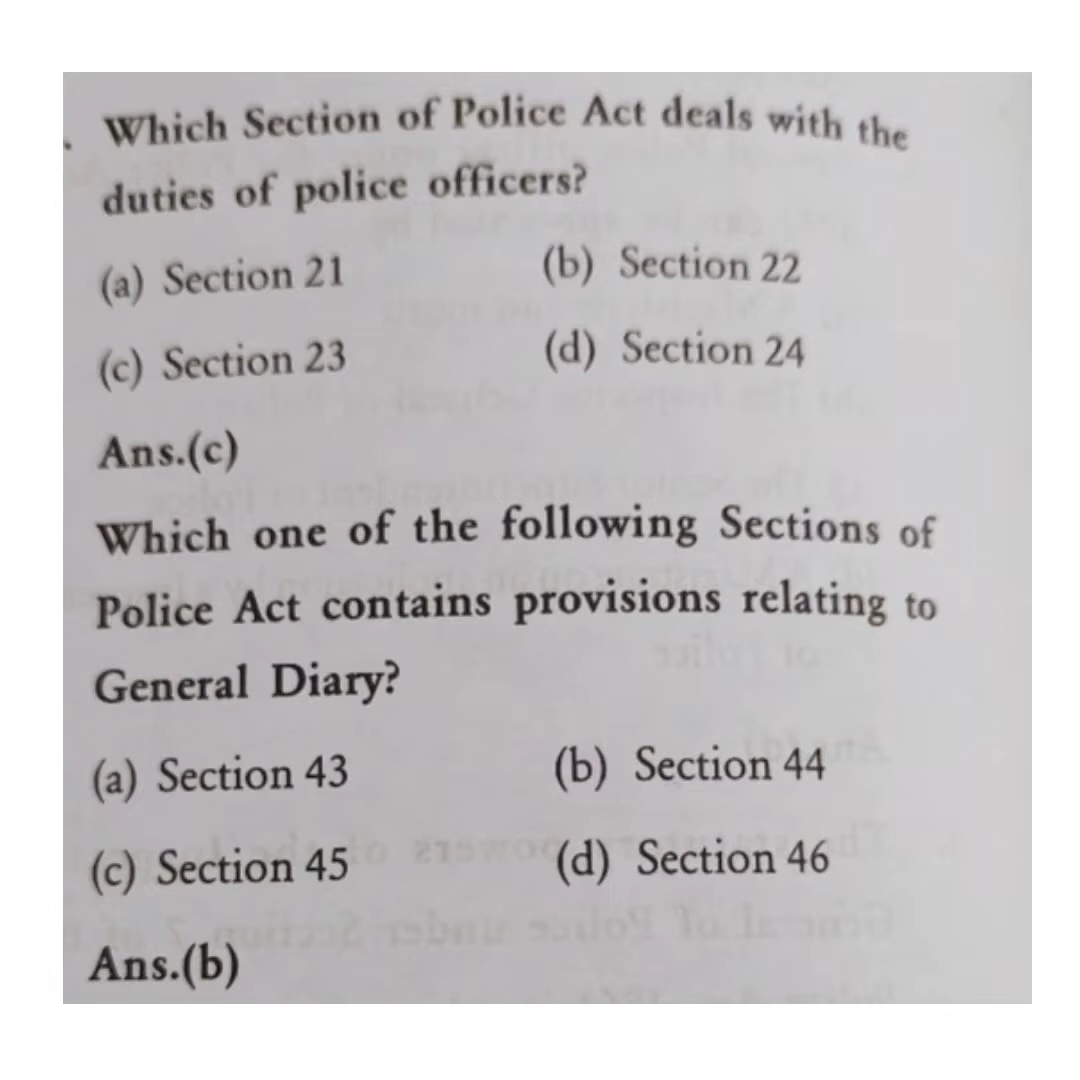 . Which Section of Police Act deals with the
duties of police officers?
(a) Section 21 (b) Section 22
(c) Section 23 (d) Section 24
Ans.(c)
Which one of the following Sections of
Police Act contains provisions relating to
General Diary?
(a) Section 43 (b) Section 44
(c) Section 45 (d) Section 46
Ans.(b)